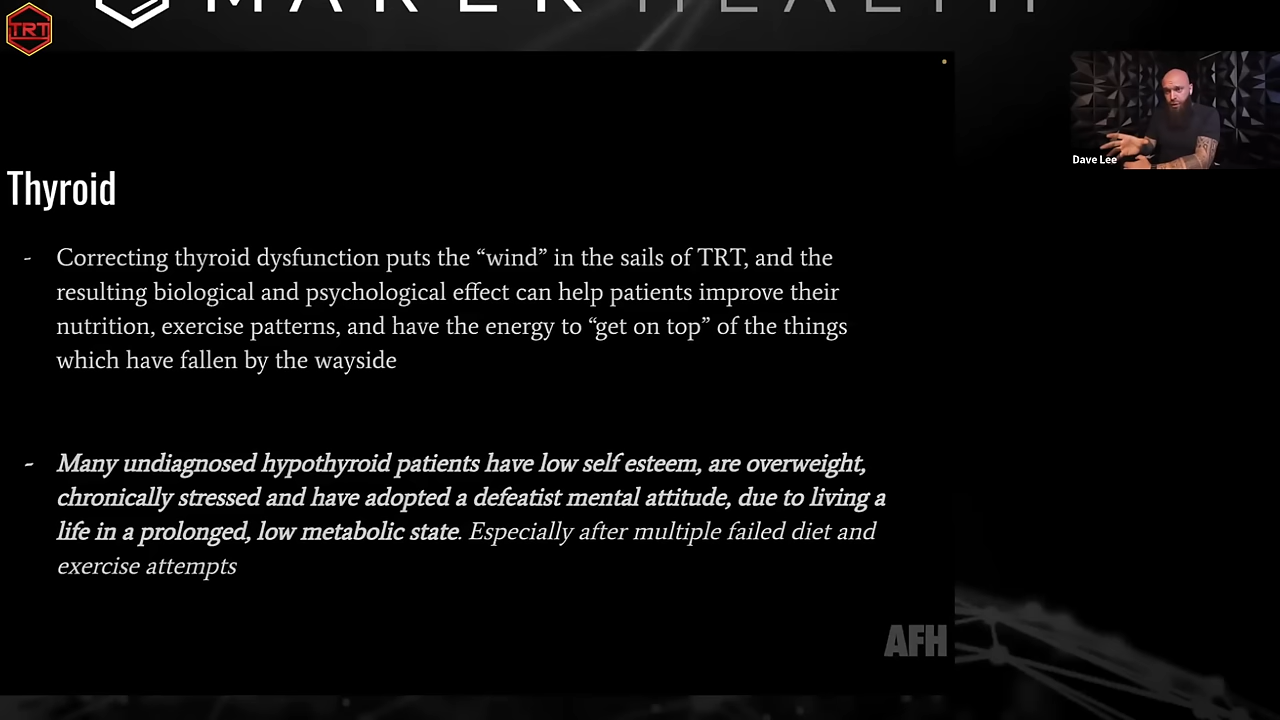 MAREK HEALTH
TRT
Dave Lee
Thyroid
- Correcting thyroid dysfunction puts the “wind” in the sails of TRT, and the
resulting biological and psychological effect can help patients improve their
nutrition, exercise patterns, and have the energy to “get on top” of the things
which have fallen by the wayside
- Many undiagnosed hypothyroid patients have low self esteem, are overweight,
chronically stressed and have adopted a defeatist mental attitude, due to living a
life in a prolonged, low metabolic state. Especially after multiple failed diet and
exercise attempts
AFH